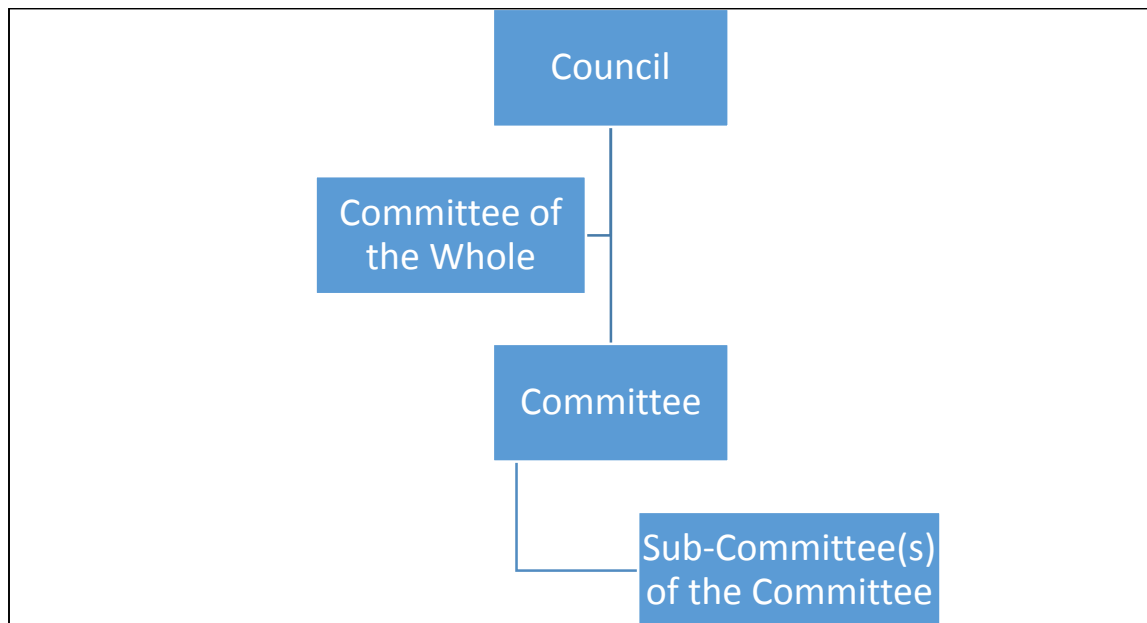 Council
Committee of
the Whole
Committee
Sub-Committee(s)
of the Committee